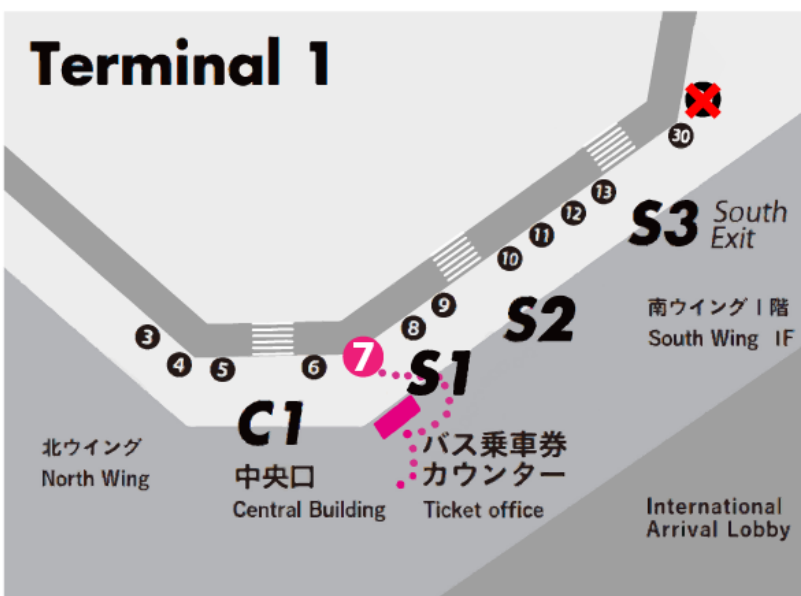 Terminal 1
30
13
12
11
10
9
8
7
6
5
4
3
S3 South
Exit
S2
S1
C1
南ウイング1階
South Wing 1F
北ウイング
North Wing
中央口
Central Building
バス乗車券
カウンター
Ticket office
International
Arrival Lobby